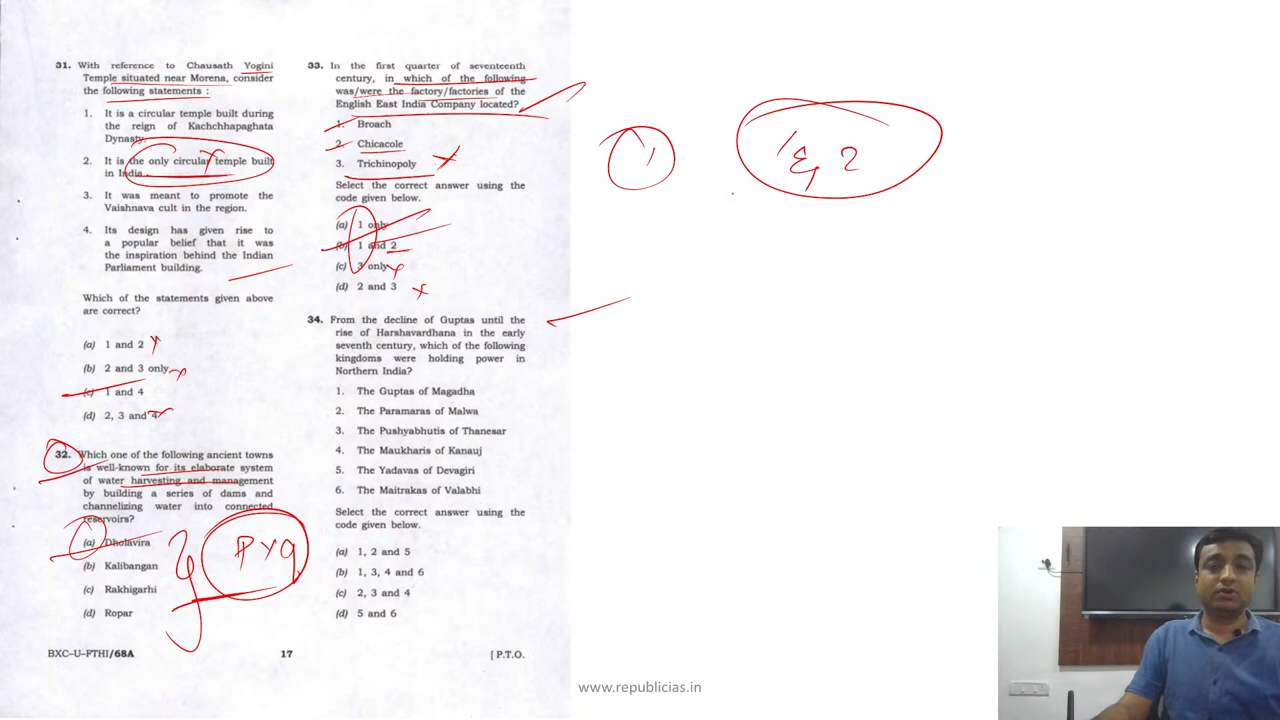 31. With reference to Chausath Yogini
Temple situated near Morena, consider
the following statements :
1. It is a circular temple built during
the reign of Kachchhapaghata
Dynasty.
2. It is the only circular temple built
in India.
3. It was meant to promote the
Vaishnava cult in the region.
4. Its design has given rise to
a popular belief that it was
the inspiration behind the Indian
Parliament building.
Which of the statements given above
are correct?
(a) 1 and 2
(b) 2 and 3 only
(c) 1 and 4
(d) 2, 3 and 4
32. Which one of the following ancient towns
is well-known for its elaborate system
of water harvesting and management
by building a series of dams and
channelizing water into connected
reservoirs?
(a) Dholavira
(b) Kalibangan
(c) Rakhigarhi
(d) Ropar
PYQ
BXC-U-FTHI/68A
33. In the first quarter of seventeenth
century, in which of the following
was/were the factory/factories of the
English East India Company located?
1. Broach
2. Chicacole
3. Trichinopoly
Select the correct answer using the
code given below.
(a) 1 only
(b) 1 and 2
(c) 3 only
(d) 2 and 3
34. From the decline of Guptas until the
rise of Harshavardhana in the early
seventh century, which of the following
kingdoms were holding power in
Northern India?
1. The Guptas of Magadha
2. The Paramaras of Malwa
3. The Pushyabhutis of Thanesar
4. The Maukharis of Kanauj
5. The Yadavas of Devagiri
6. The Maitrakas of Valabhi
Select the correct answer using the
code given below.
(a) 1, 2 and 5
(b) 1, 3, 4 and 6
(c) 2, 3 and 4
(d) 5 and 6
17
[ P.T.O.
1
1 & 2
www.republicias.in